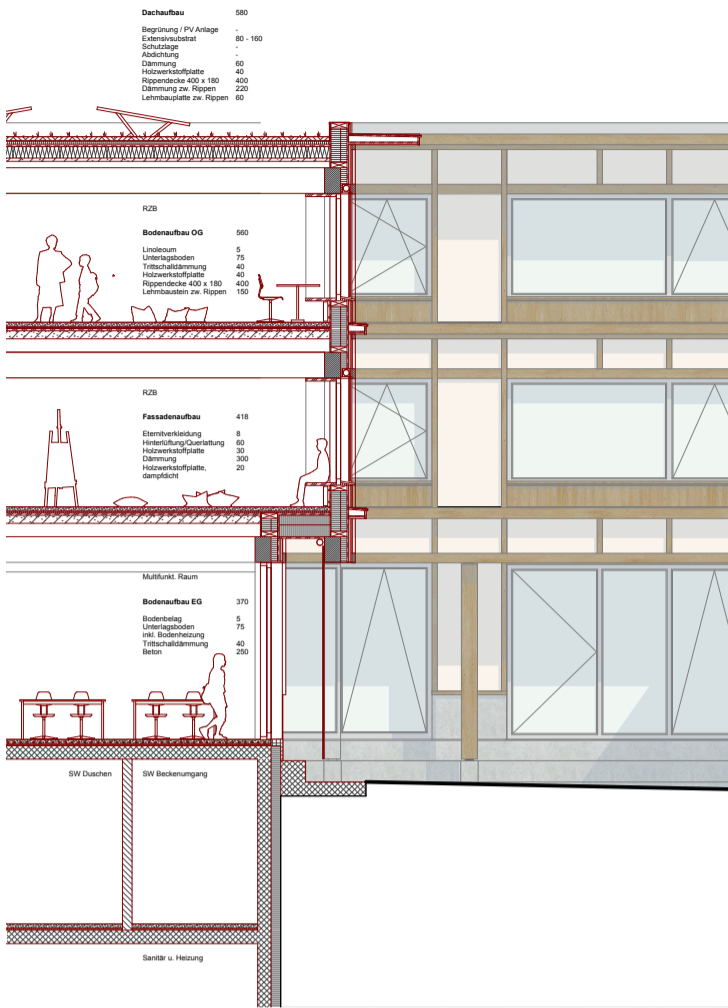 Dachaufbau 580
Begrünung / PV Anlage -
Extensivsubstrat 80 - 160
Schutzlage -
Abdichtung -
Dämmung 60
Holzwerkstoffplatte 40
Rippendecke 400 x 180 400
Dämmung zw. Rippen 220
Lehmbauplatte zw. Rippen 60
RZB
Bodenaufbau OG 560
Linoleoum 5
Unterlagsboden 75
Trittschalldämmung 40
Holzwerkstoffplatte 40
Rippendecke 400 x 180 400
Lehmbaustein zw. Rippen 150
RZB
Fassadenaufbau 418
Eternitverkleidung 8
Hinterlüftung/Querlattung 60
Holzwerkstoffplatte 30
Dämmung 300
Holzwerkstoffplatte, 20
dampfdicht
Multifunkt. Raum
Bodenaufbau EG 370
Bodenbelag 5
Unterlagsboden 75
inkl. Bodenheizung
Trittschalldämmung 40
Beton 250
SW Duschen SW Beckenumgang
Sanitär u. Heizung